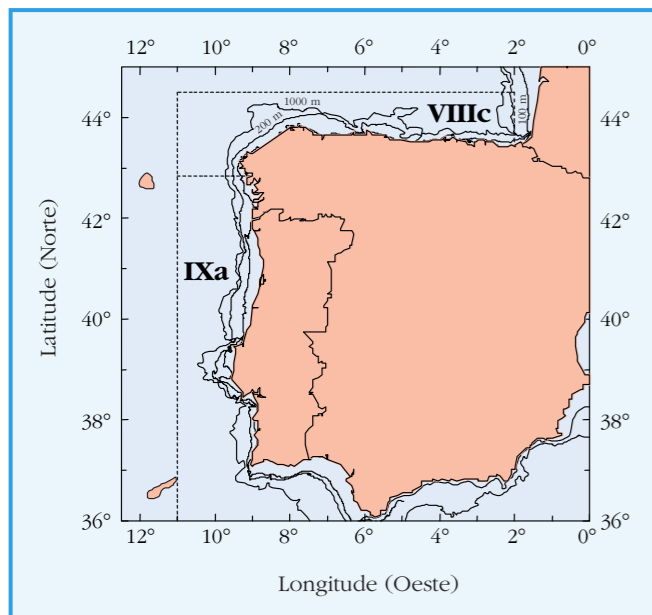 12° 10° 8° 6° 4° 2° 0°
1000 m
200 m
100 m
VIIIc
44° 44°
42° 42°
IXa
40° 40°
38° 38°
36° 36°
12° 10° 8° 6° 4° 2° 0°
Latitude (Norte)
Longitude (Oeste)